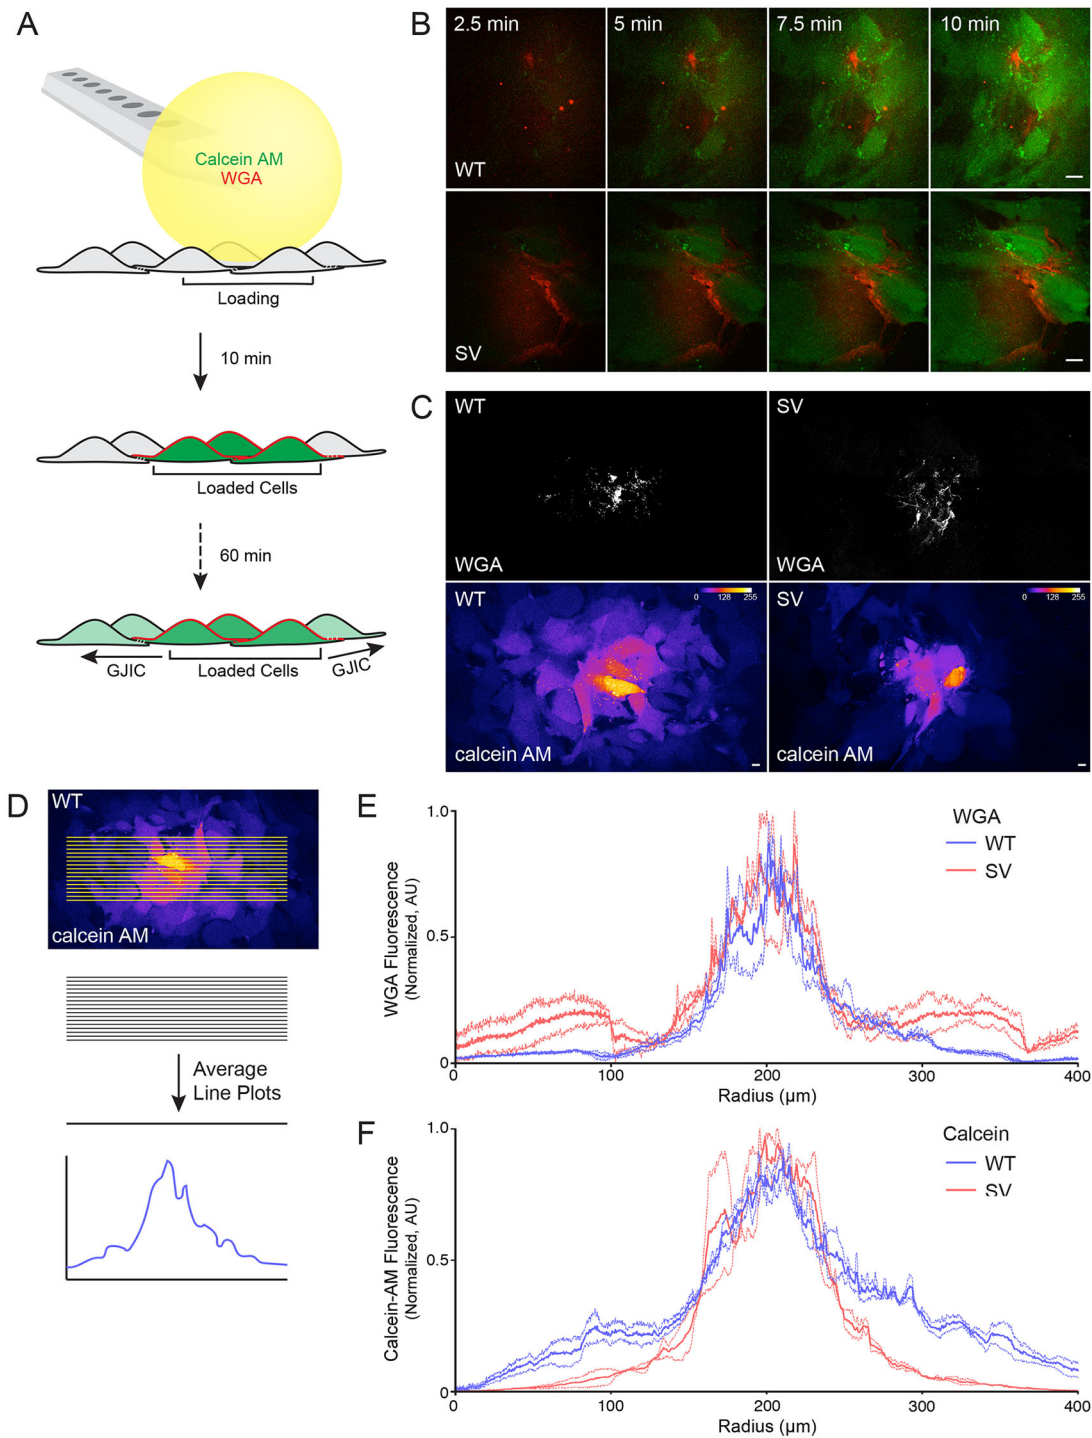 A
Calcein AM
WGA
Loading
10 min
Loaded Cells
60 min
GJIC
Loaded Cells
GJIC
B
2.5 min
5 min
7.5 min
10 min
WT
SV
C
WT
SV
WGA
WGA
WT
0 128 255
SV
0 128 255
calcein AM
calcein AM
D
WT
calcein AM
Average
Line Plots
E
WGA
WT
SV
WGA Fluorescence
(Normalized, AU)
1.0
0.5
0
0 100 200 300 400
Radius (µm)
F
Calcein
WT
SV
Calcein-AM Fluorescence
(Normalized, AU)
1.0
0.5
0
0 100 200 300 400
Radius (µm)